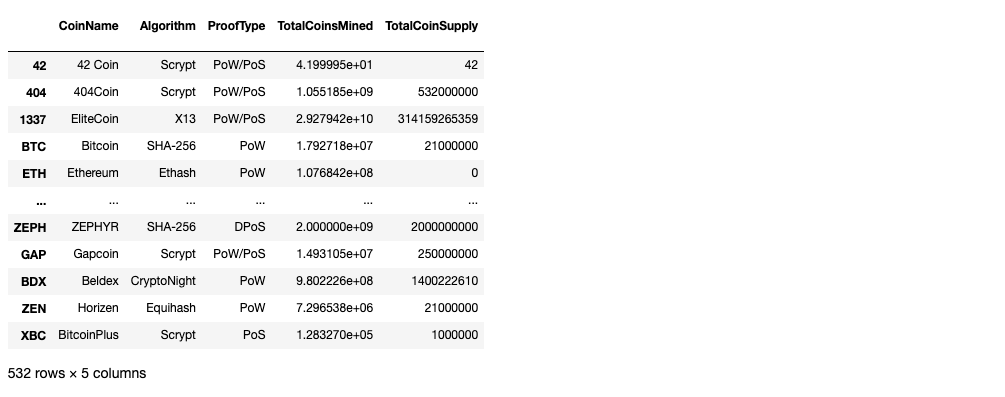 CoinName Algorithm ProofType TotalCoinsMined TotalCoinSupply
42 42 Coin Scrypt PoW/PoS 4.199995e+01 42
404 404Coin Scrypt PoW/PoS 1.055185e+09 532000000
1337 EliteCoin X13 PoW/PoS 2.927942e+10 314159265359
BTC Bitcoin SHA-256 PoW 1.792718e+07 21000000
ETH Ethereum Ethash PoW 1.076842e+08 0
... ... ... ... ... ...
ZEPH ZEPHYR SHA-256 DPoS 2.000000e+09 2000000000
GAP Gapcoin Scrypt PoW/PoS 1.493105e+07 250000000
BDX Beldex CryptoNight PoW 9.802226e+08 1400222610
ZEN Horizen Equihash PoW 7.296538e+06 21000000
XBC BitcoinPlus Scrypt PoS 1.283270e+05 1000000
532 rows × 5 columns